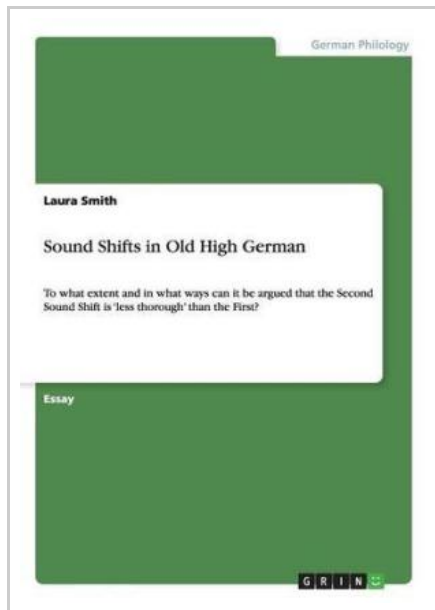 German Philology
Laura Smith
Sound Shifts in Old High German
To what extent and in what ways can it be argued that the Second
Sound Shift is 'less thorough' than the First?
Essay
GRIN